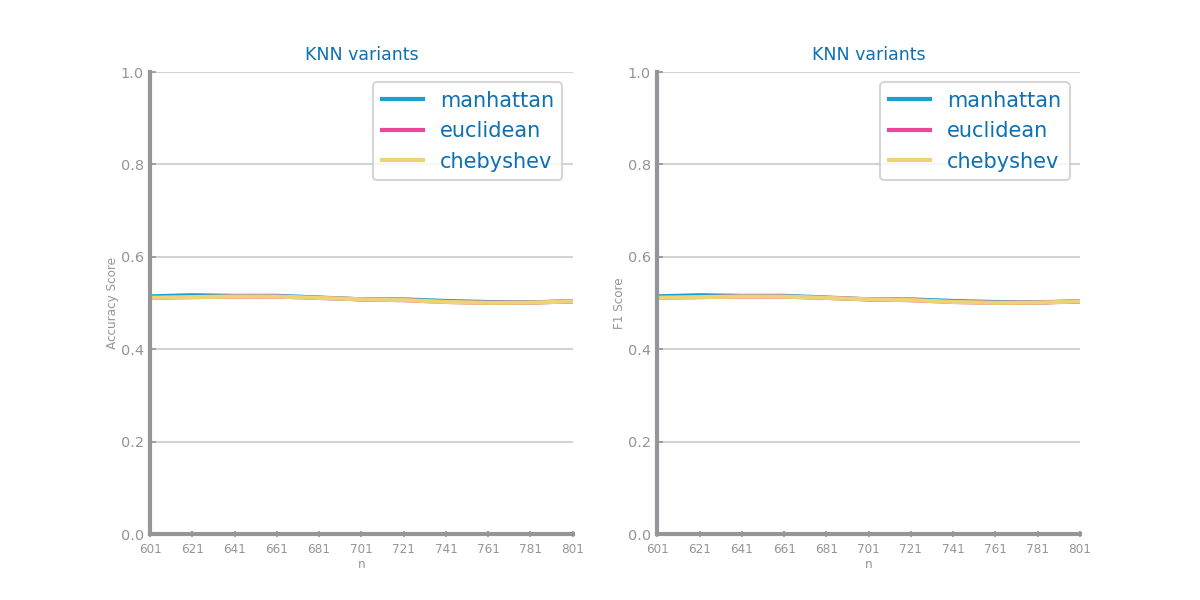 KNN variants
1.0
0.8
0.6
0.4
0.2
0.0
Accuracy Score
manhattan
euclidean
chebyshev
601 621 641 661 681 701 721 741 761 781 801
n
KNN variants
1.0
0.8
0.6
0.4
0.2
0.0
F1 Score
manhattan
euclidean
chebyshev
601 621 641 661 681 701 721 741 761 781 801
n